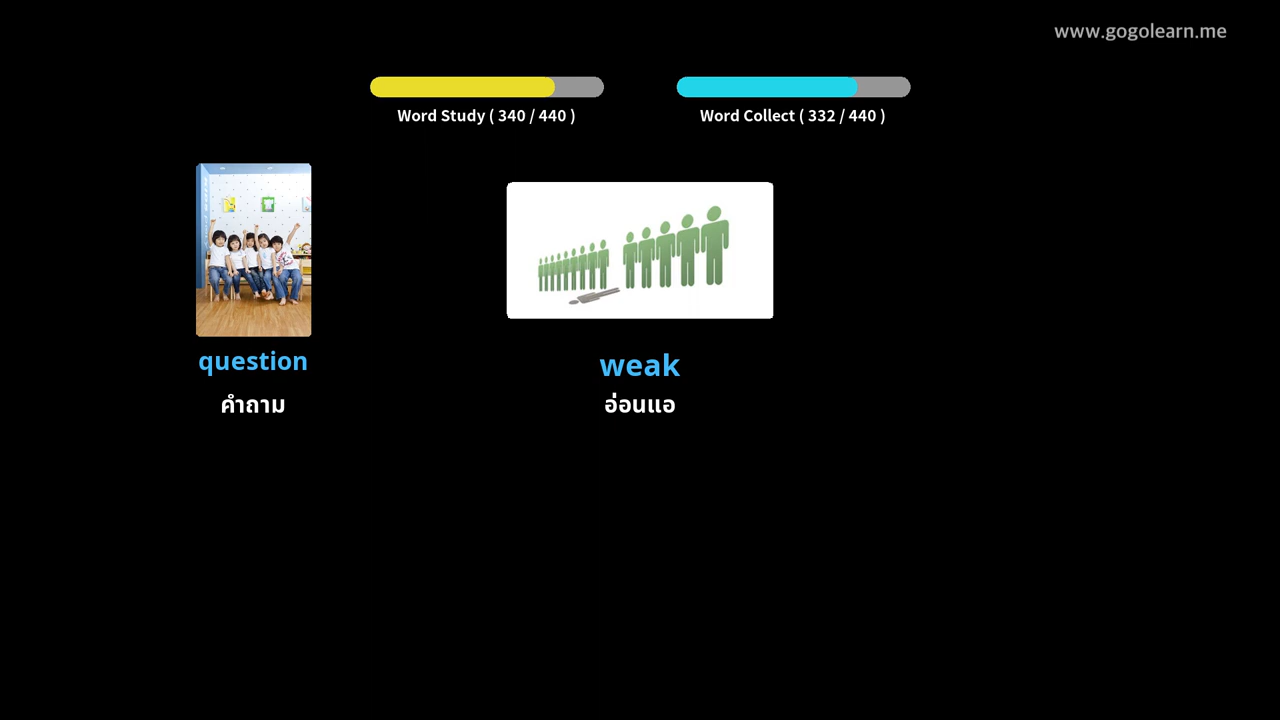 www.gogolearn.me
Word Study ( 340 / 440 )
Word Collect ( 332 / 440 )
question
คำถาม
weak
อ่อนแอ